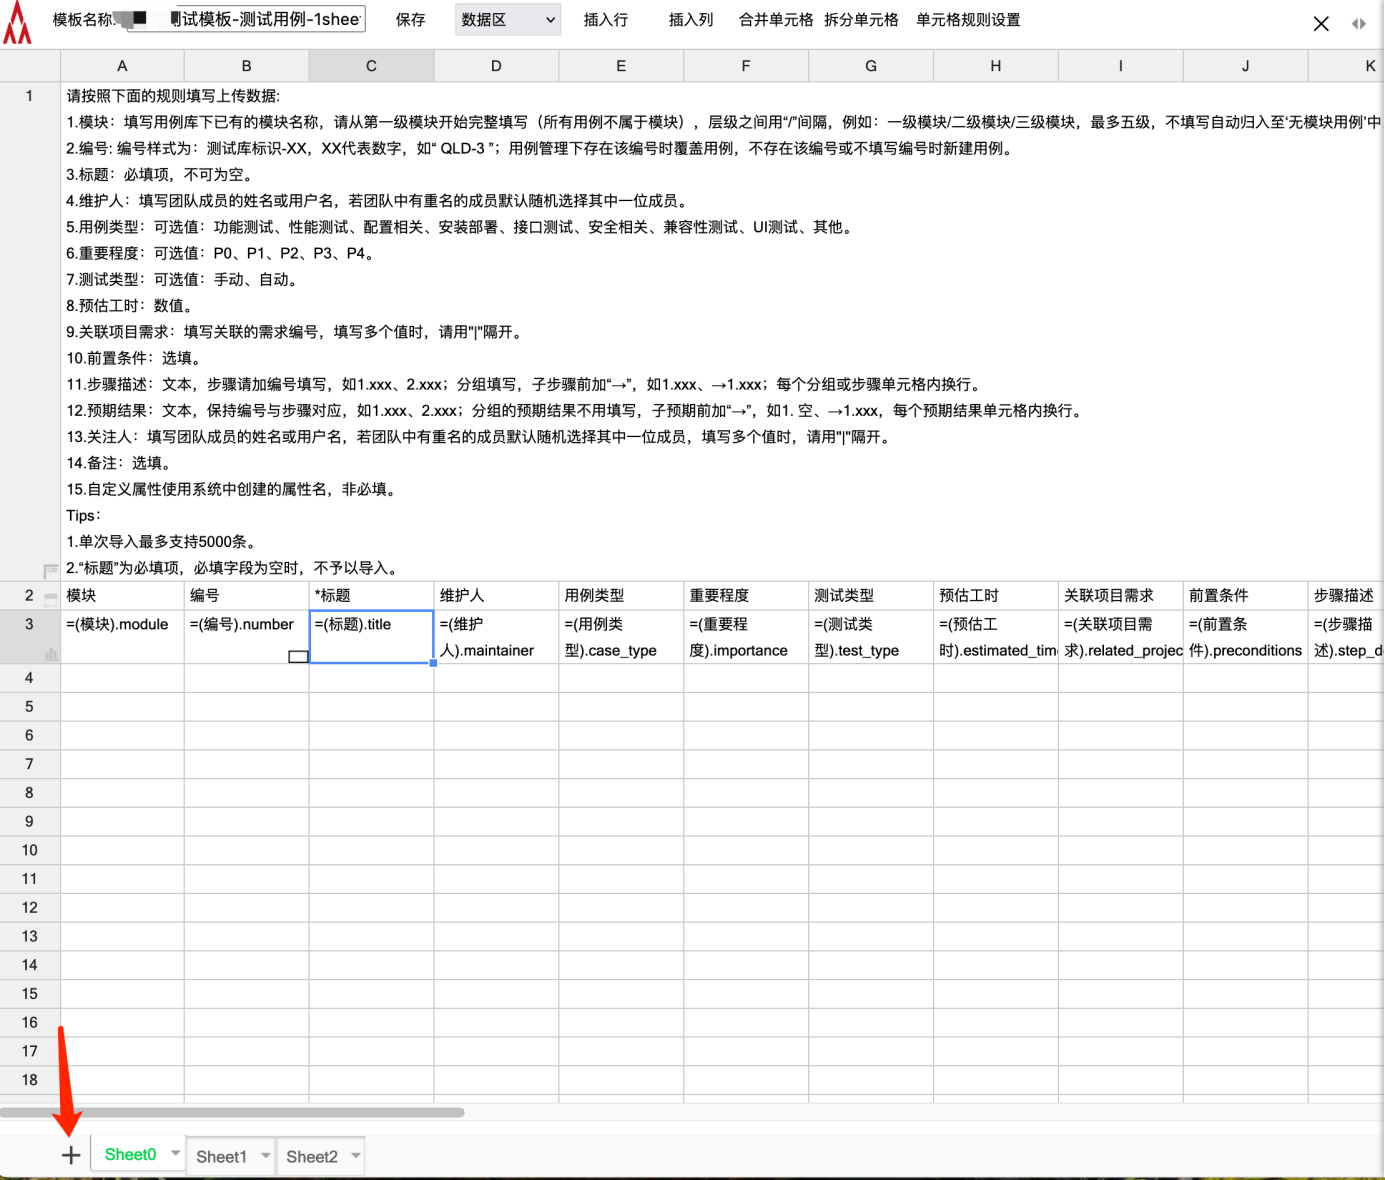 模板名称: 试模板-测试用例-1shee 保存 数据区 插入行 插入列 合并单元格 拆分单元格 单元格规则设置
A B C D E F G H I J K
1 请按照下面的规则填写上传数据:
1.模块：填写用例库下已有的模块名称，请从第一级模块开始完整填写（所有用例不属于模块），层级之间用“/”间隔，例如：一级模块/二级模块/三级模块，最多五级，不填写自动归入至‘无模块用例’中
2.编号: 编号样式为：测试库标识-XX，XX代表数字，如“ QLD-3 ”；用例管理下存在该编号时覆盖用例，不存在该编号或不填写编号时新建用例。
3.标题：必填项，不可为空。
4.维护人：填写团队成员的姓名或用户名，若团队中有重名的成员默认随机选择其中一位成员。
5.用例类型：可选值：功能测试、性能测试、配置相关、安装部署、接口测试、安全相关、兼容性测试、UI测试、其他。
6.重要程度：可选值：P0、P1、P2、P3、P4。
7.测试类型：可选值：手动、自动。
8.预估工时：数值。
9.关联项目需求：填写关联的需求编号，填写多个值时，请用"|"隔开。
10.前置条件：选填。
11.步骤描述：文本，步骤请加编号填写，如1.xxx、2.xxx；分组填写，子步骤前加“→”，如1.xxx、→1.xxx；每个分组或步骤单元格内换行。
12.预期结果：文本，保持编号与步骤对应，如1.xxx、2.xxx；分组的预期结果不用填写，子预期前加“→”，如1. 空、→1.xxx，每个预期结果单元格内换行。
13.关注人：填写团队成员的姓名或用户名，若团队中有重名的成员默认随机选择其中一位成员，填写多个值时，请用"|"隔开。
14.备注：选填。
15.自定义属性使用系统中创建的属性名，非必填。
Tips：
1.单次导入最多支持5000条。
2.“标题”为必填项，必填字段为空时，不予以导入。
2 模块 编号 *标题 维护人 用例类型 重要程度 测试类型 预估工时 关联项目需求 前置条件 步骤描述
3 =(模块).module =(编号).number =(标题).title =(维护 =(用例类 =(重要程 =(测试类 =(预估工 =(关联项目需 =(前置条 =(步骤描
人).maintainer 型).case_type 度).importance 型).test_type 时).estimated_tim 求).related_projec 件).preconditions 述).step_d
4
5
6
7
8
9
10
11
12
13
14
15
16
17
18
Sheet0 Sheet1 Sheet2